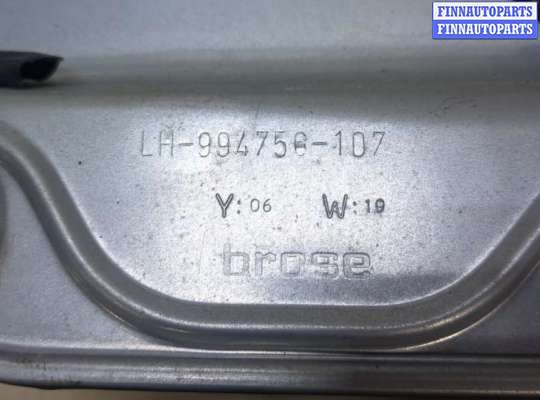 FINNAUTOPARTS
FINNAUTOPARTS
LH-994756-107
Y: 06 W: 19
brose